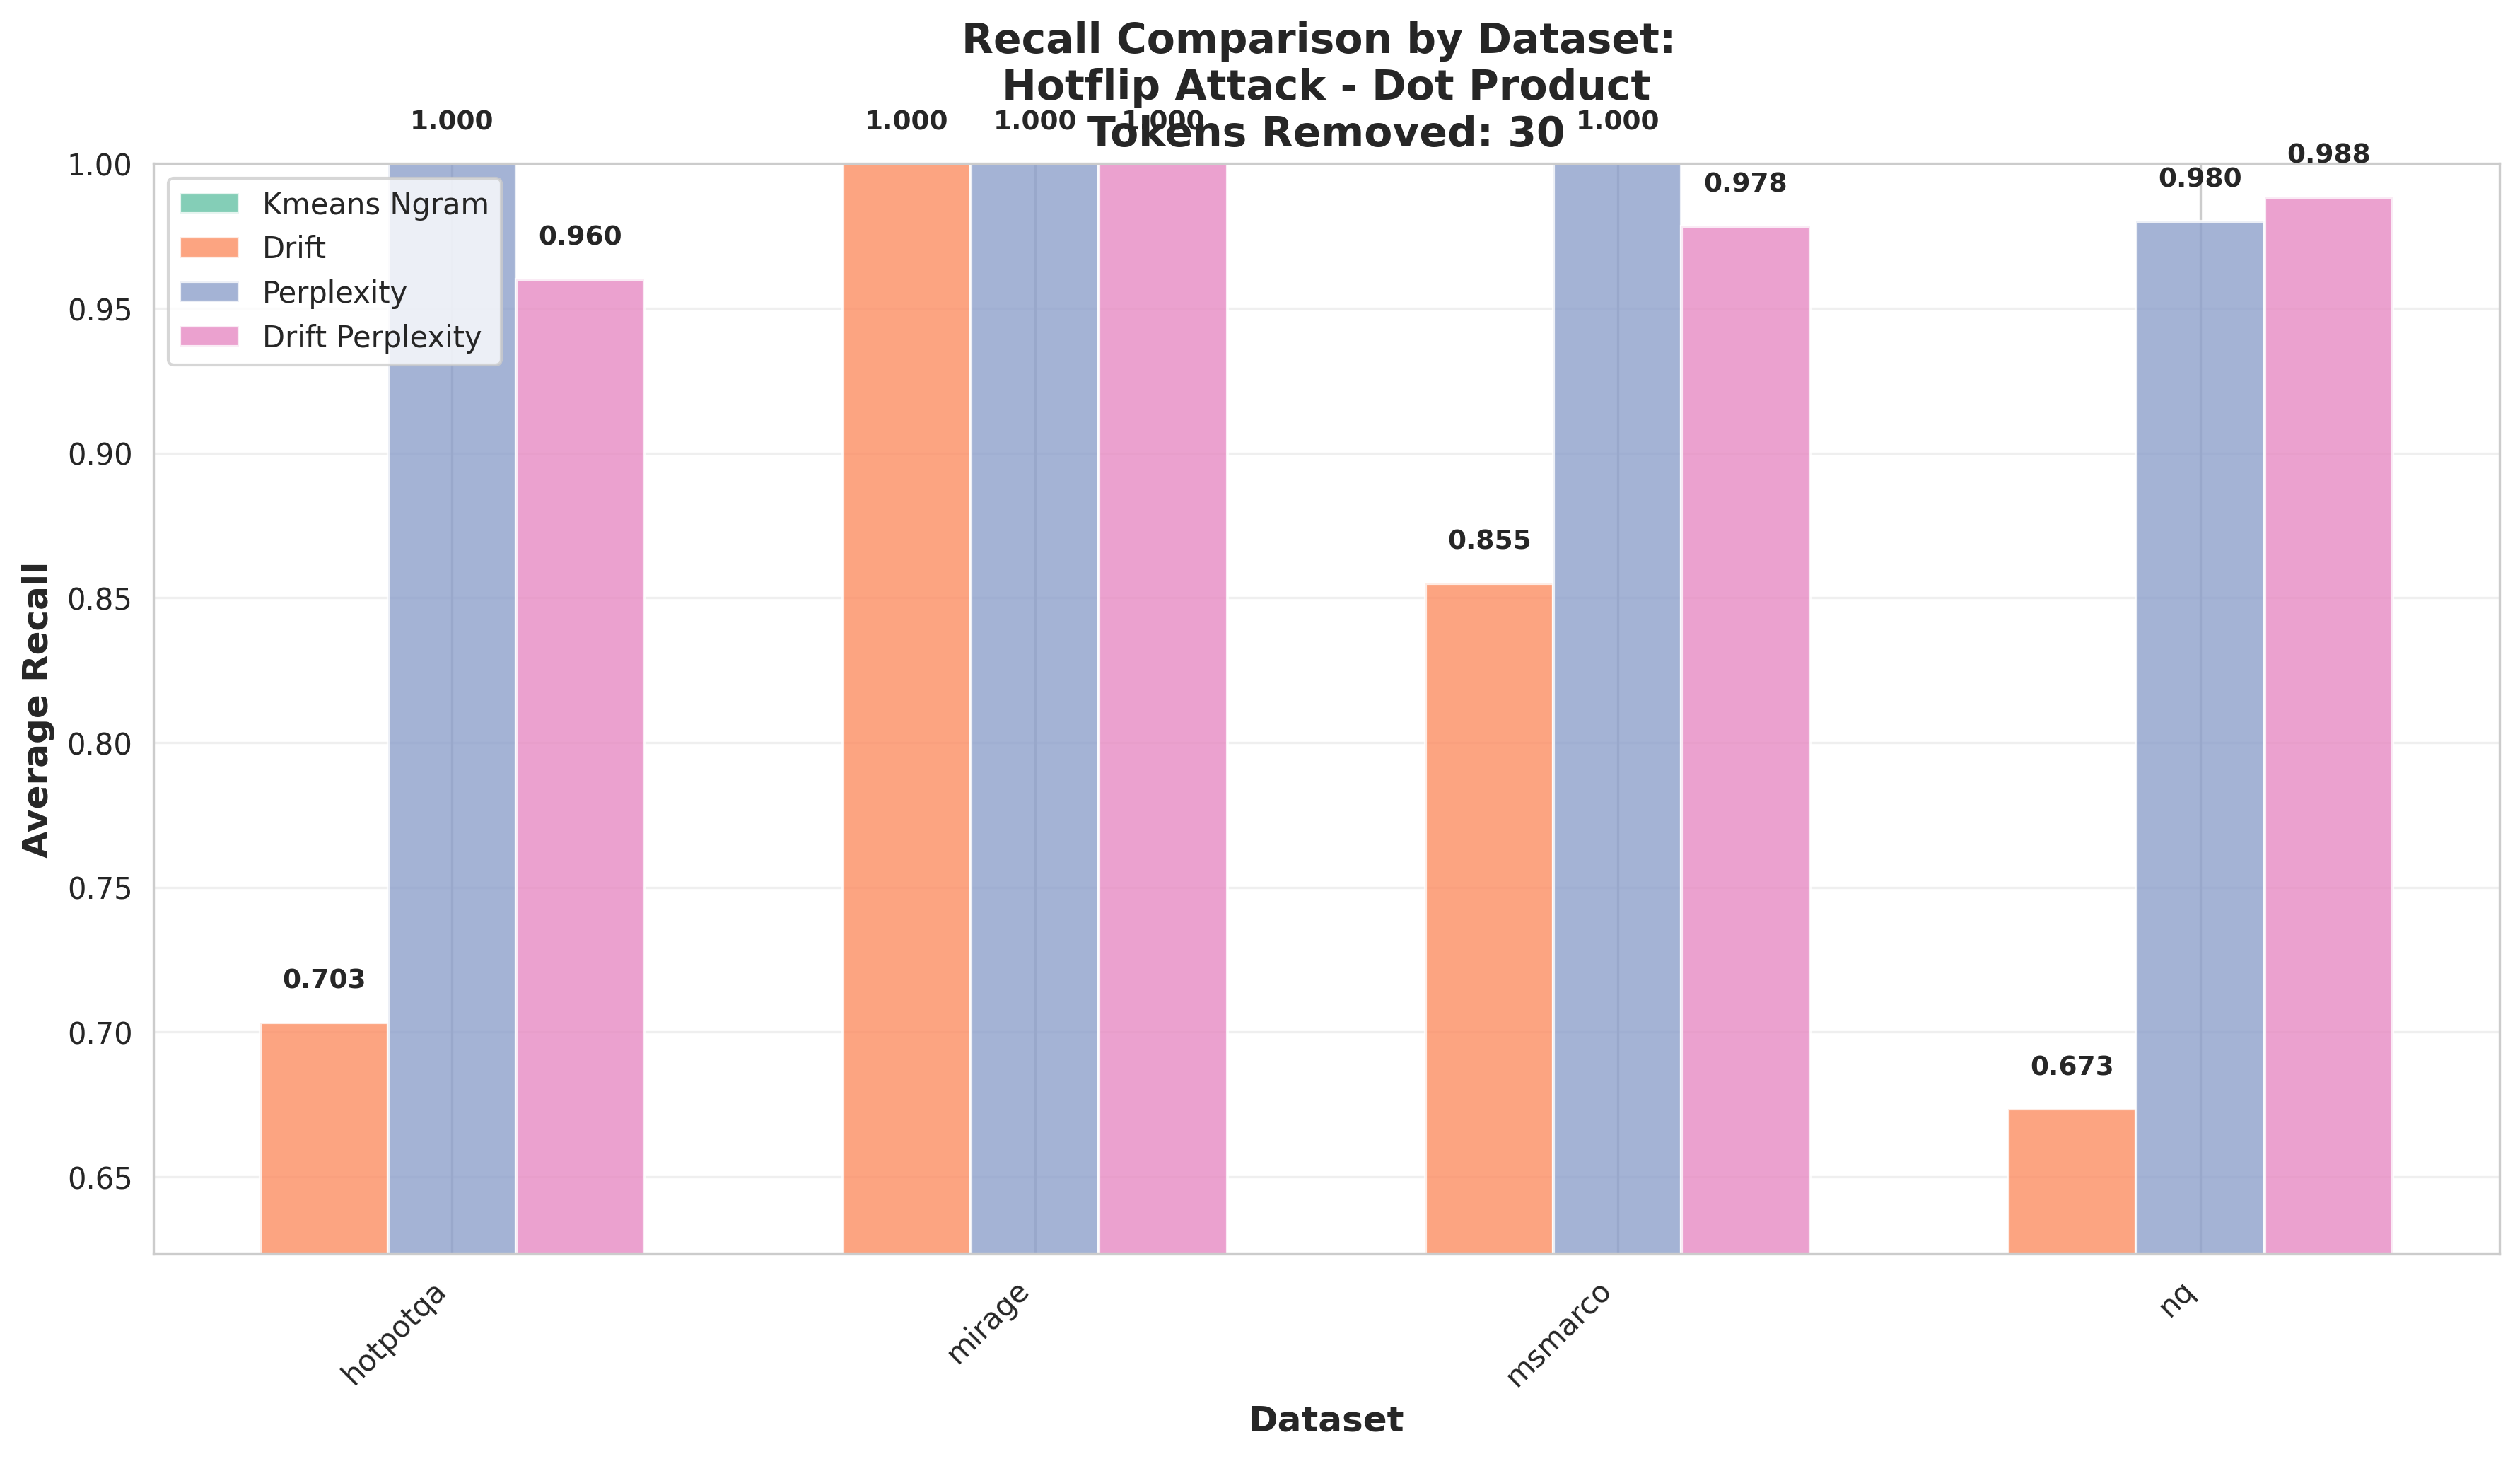 Recall Comparison by Dataset:
Hotflip Attack - Dot Product
Tokens Removed: 30
1.000
1.000
1.000
1.000
1.000
0.960
0.978
0.980
0.988
0.855
0.703
0.673
Kmeans Ngram
Drift
Perplexity
Drift Perplexity
Average Recall
1.00
0.95
0.90
0.85
0.80
0.75
0.70
0.65
hotpotqa
mirage
msmarco
nq
Dataset